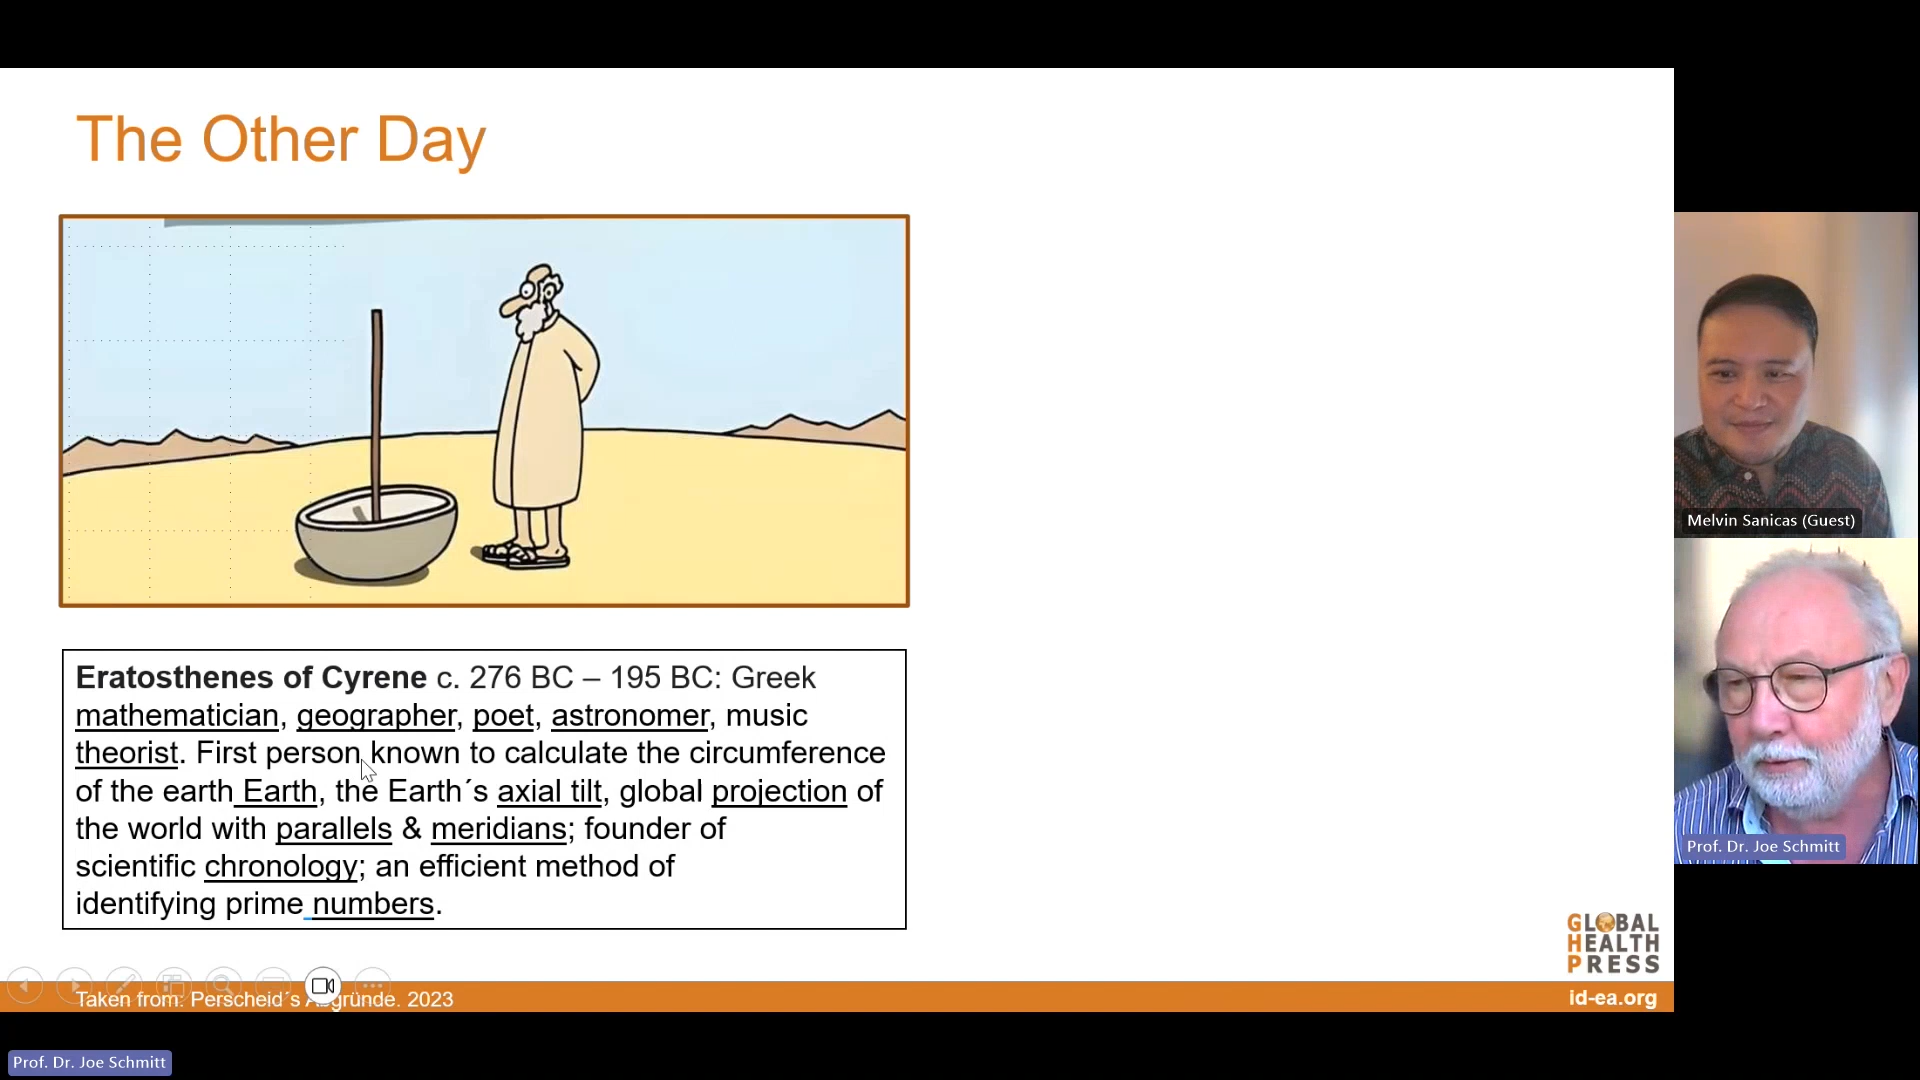 The Other Day
Eratosthenes of Cyrene c. 276 BC – 195 BC: Greek
mathematician, geographer, poet, astronomer, music
theorist. First person known to calculate the circumference
of the earth Earth, the Earth´s axial tilt, global projection of
the world with parallels & meridians; founder of
scientific chronology; an efficient method of
identifying prime numbers.
Taken from: Perscheid´s Abgründe. 2023
GLOBAL
HEALTH
PRESS
id-ea.org
Melvin Sanicas (Guest)
Prof. Dr. Joe Schmitt
Prof. Dr. Joe Schmitt